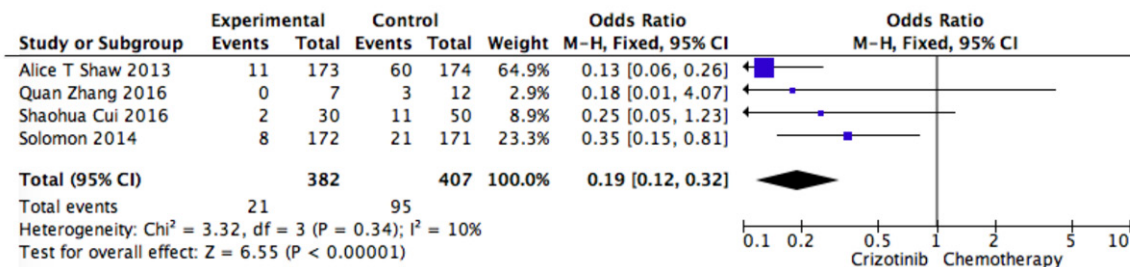 Experimental Control Odds Ratio Odds Ratio
Study or Subgroup Events Total Events Total Weight M-H, Fixed, 95% CI M-H, Fixed, 95% CI
Alice T Shaw 2013 11 173 60 174 64.9% 0.13 [0.06, 0.26]
Quan Zhang 2016 0 7 3 12 2.9% 0.18 [0.01, 4.07]
Shaohua Cui 2016 2 30 11 50 8.9% 0.25 [0.05, 1.23]
Solomon 2014 8 172 21 171 23.3% 0.35 [0.15, 0.81]
Total (95% CI) 382 407 100.0% 0.19 [0.12, 0.32]
Total events 21 95
Heterogeneity: Chi² = 3.32, df = 3 (P = 0.34); I² = 10%
Test for overall effect: Z = 6.55 (P < 0.00001)
0.1 0.2 0.5 1 2 5 10
Crizotinib Chemotherapy